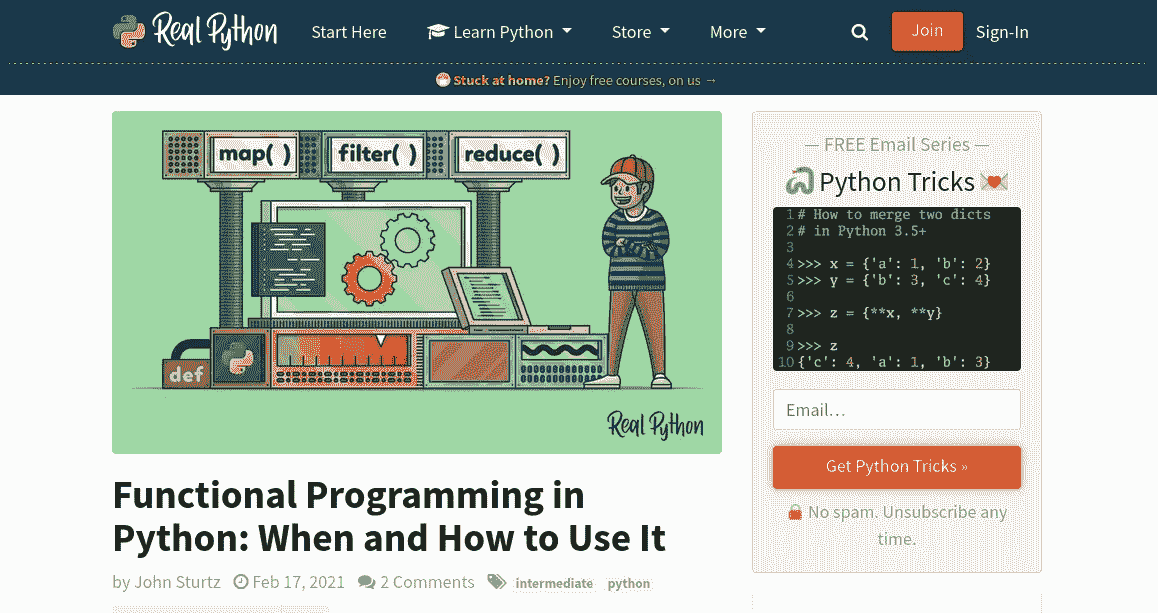 Real Python
Start Here
Learn Python
Store
More
Join
Sign-In
Stuck at home? Enjoy free courses, on us →
map( )
filter( )
reduce( )
def
Real Python
Functional Programming in
Python: When and How to Use It
by John Sturtz
Feb 17, 2021
2 Comments
intermediate
python
— FREE Email Series —
Python Tricks
1 # How to merge two dicts
2 # in Python 3.5+
3
4 >>> x = {'a': 1, 'b': 2}
5 >>> y = {'b': 3, 'c': 4}
6
7 >>> z = {**x, **y}
8
9 >>> z
10 {'c': 4, 'a': 1, 'b': 3}
Email…
Get Python Tricks »
No spam. Unsubscribe any
time.